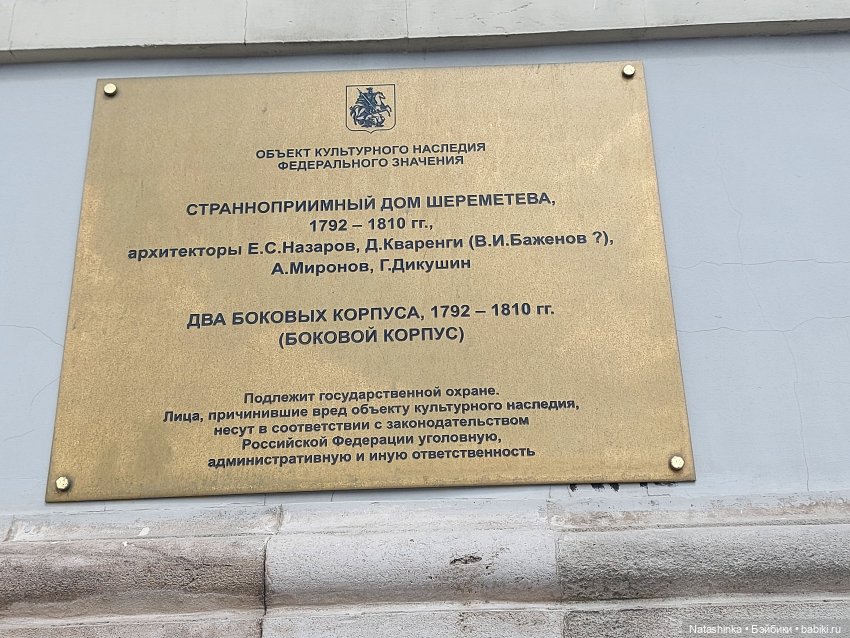 ОБЪЕКТ КУЛЬТУРНОГО НАСЛЕДИЯ
ФЕДЕРАЛЬНОГО ЗНАЧЕНИЯ
СТРАННОПРИИМНЫЙ ДОМ ШЕРЕМЕТЕВА,
1792 – 1810 гг.,
архитекторы Е.С.Назаров, Д.Кваренги (В.И.Баженов ?),
А.Миронов, Г.Дикушин
ДВА БОКОВЫХ КОРПУСА, 1792 – 1810 гг.
(БОКОВОЙ КОРПУС)
Подлежит государственной охране.
Лица, причинившие вред объекту культурного наследия,
несут в соответствии с законодательством
Российской Федерации уголовную,
административную и иную ответственность
Natashinka • Бэйбики • babiki.ru